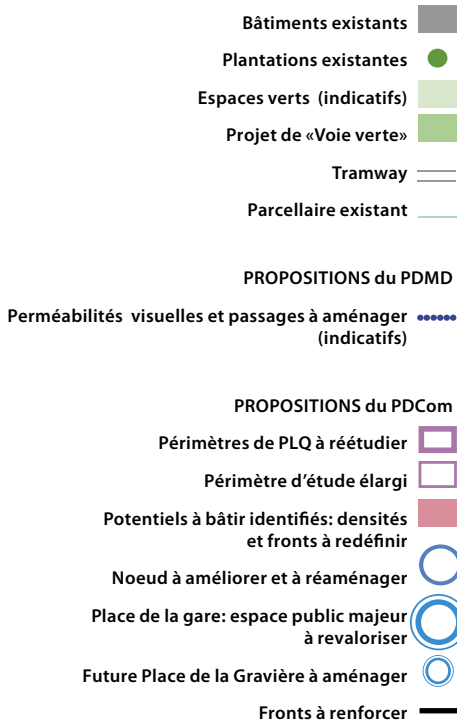 Bâtiments existants
Plantations existantes
Espaces verts (indicatifs)
Projet de «Voie verte»
Tramway
Parcellaire existant
PROPOSITIONS du PDMD
Perméabilités visuelles et passages à aménager
(indicatifs)
PROPOSITIONS du PDCom
Périmètres de PLQ à réétudier
Périmètre d'étude élargi
Potentiels à bâtir identifiés: densités
et fronts à redéfinir
Noeud à améliorer et à réaménager
Place de la gare: espace public majeur
à revaloriser
Future Place de la Gravière à aménager
Fronts à renforcer